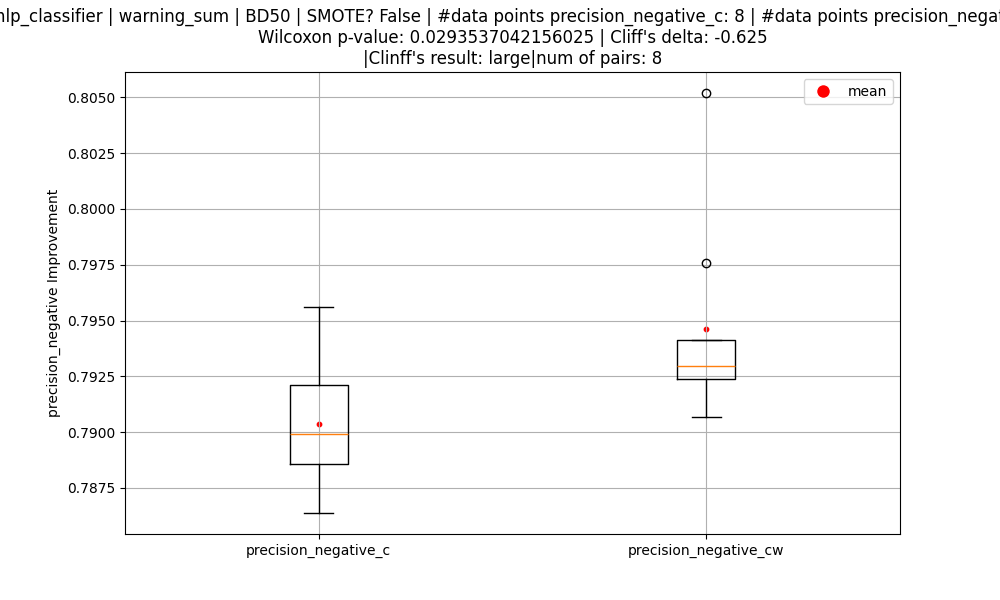 nlp_classifier | warning_sum | BD50 | SMOTE? False | #data points precision_negative_c: 8 | #data points
Wilcoxon p-value: 0.0293537042156025 | Cliff's delta: -0.625
|Clinff's result: large|num of pairs: 8
mean
0.8050
0.8025
0.8000
0.7975
0.7950
0.7925
0.7900
0.7875
precision_negative Improvement
precision_negative_c
precision_negative_cw